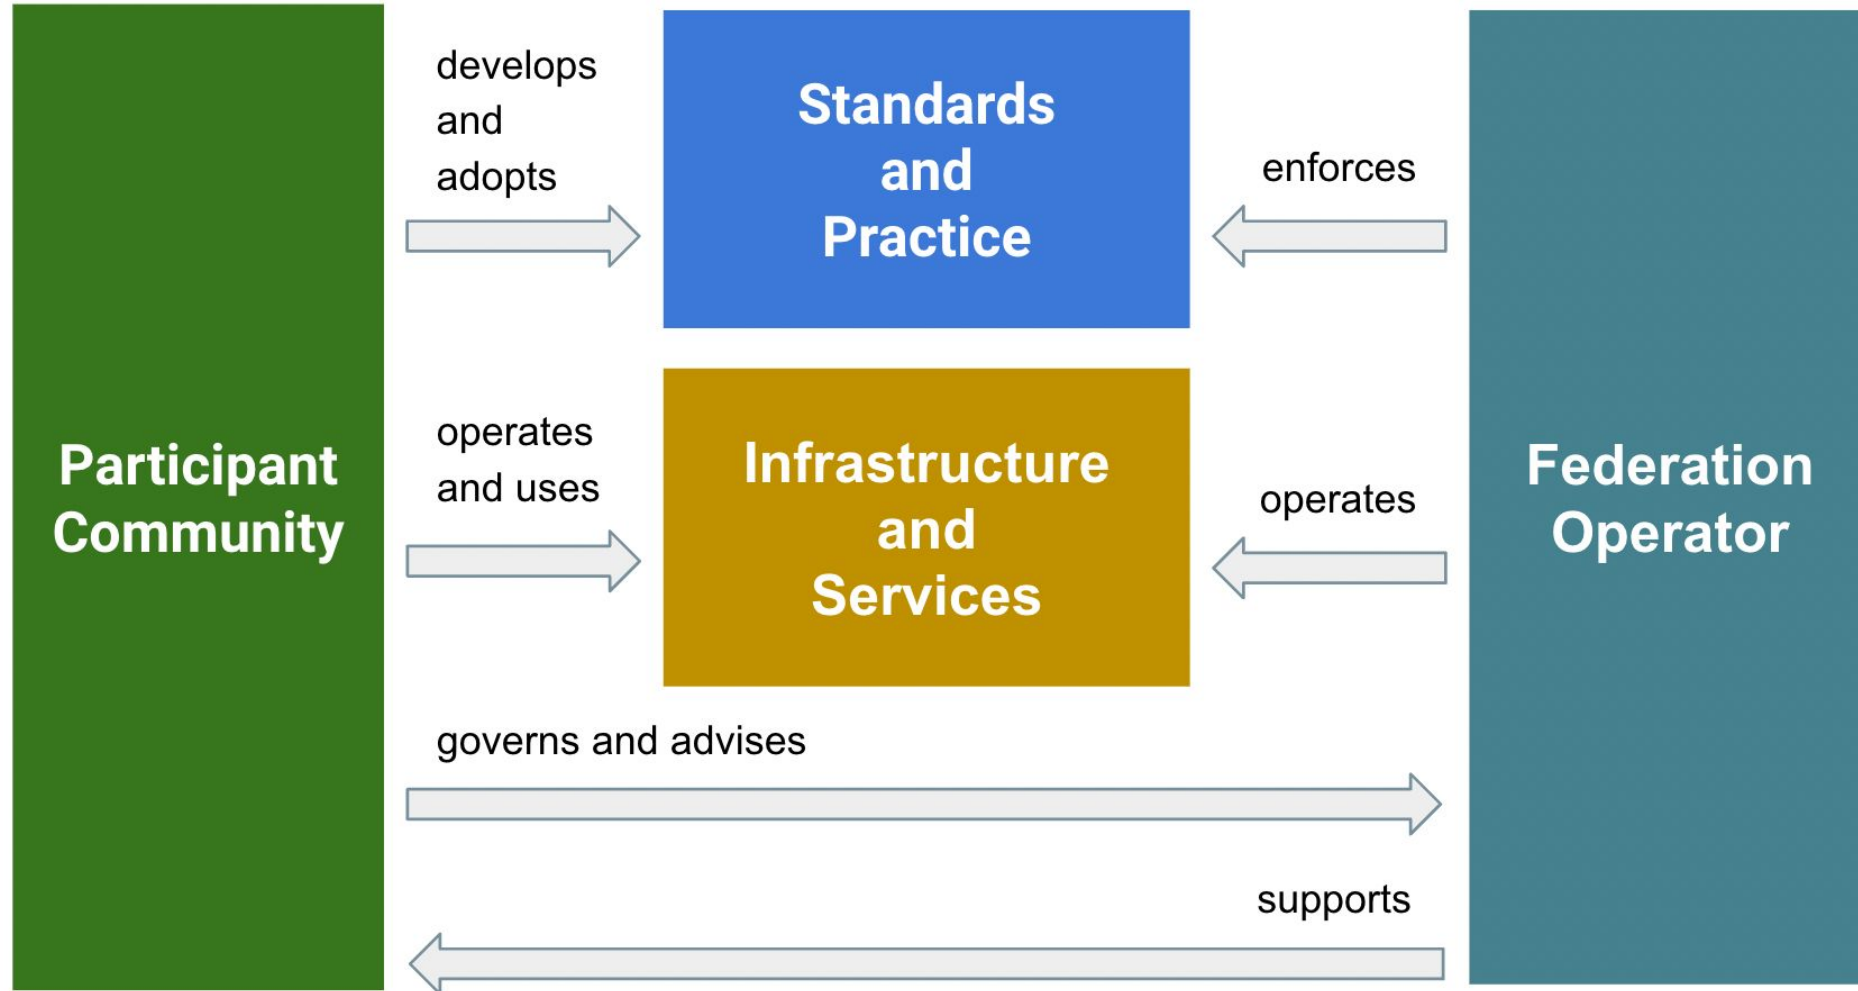 develops
and
adopts
Standards
and
Practice
enforces
Participant
Community
operates
and uses
Infrastructure
and
Services
operates
Federation
Operator
governs and advises
supports